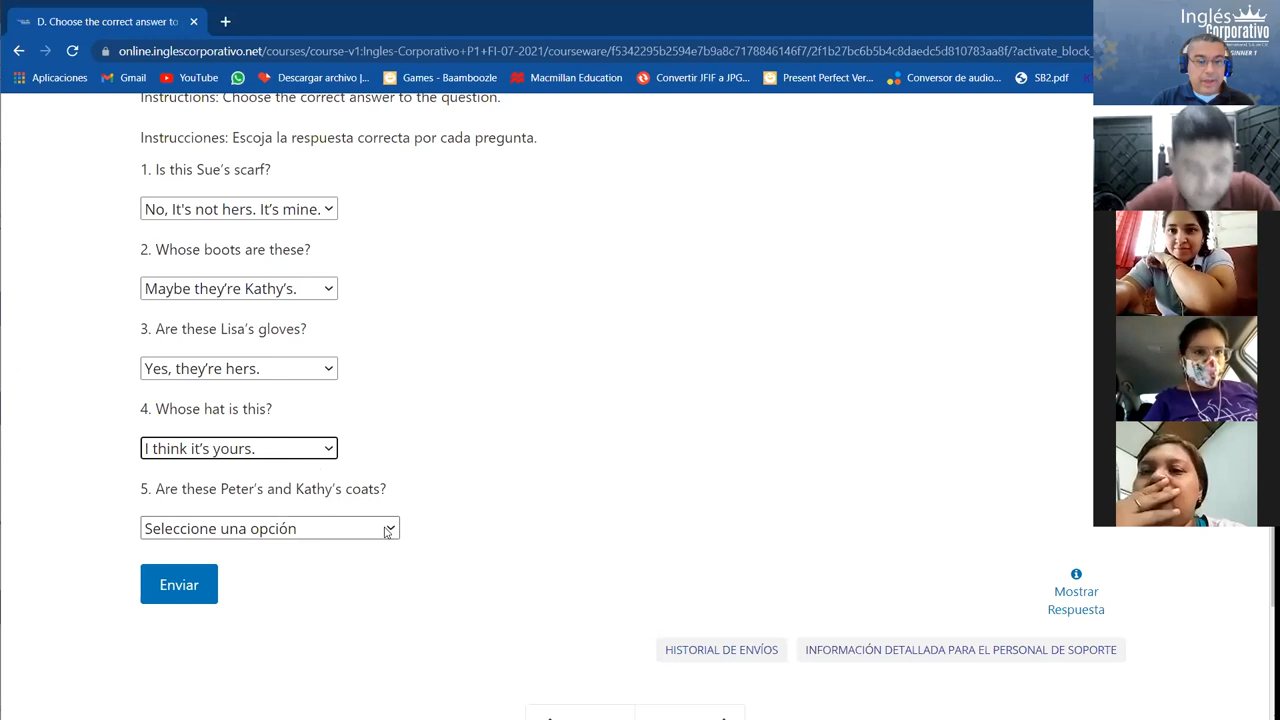 D. Choose the correct answer to
online.inglescorporativo.net/courses/course-v1:Ingles-Corporativo+P1+FI-07-2021/courseware/f5342295b2594e7b9a8c7178846146f7/2f1b27bc6b5b4c8daedc5d810783aa8f/?activate_block_
Aplicaciones
Gmail
YouTube
Descargar archivo |...
Games - Baamboozle
Macmillan Education
Convertir JFIF a JPG...
Present Perfect Ver...
Conversor de audio...
SB2.pdf
Inglés
Corporativo
Instructions: Choose the correct answer to the question.
Instrucciones: Escoja la respuesta correcta por cada pregunta.
1. Is this Sue's scarf?
No, It's not hers. It's mine.
2. Whose boots are these?
Maybe they're Kathy's.
3. Are these Lisa's gloves?
Yes, they're hers.
4. Whose hat is this?
I think it's yours.
5. Are these Peter's and Kathy's coats?
Seleccione una opción
Enviar
Mostrar
Respuesta
HISTORIAL DE ENVÍOS
INFORMACIÓN DETALLADA PARA EL PERSONAL DE SOPORTE